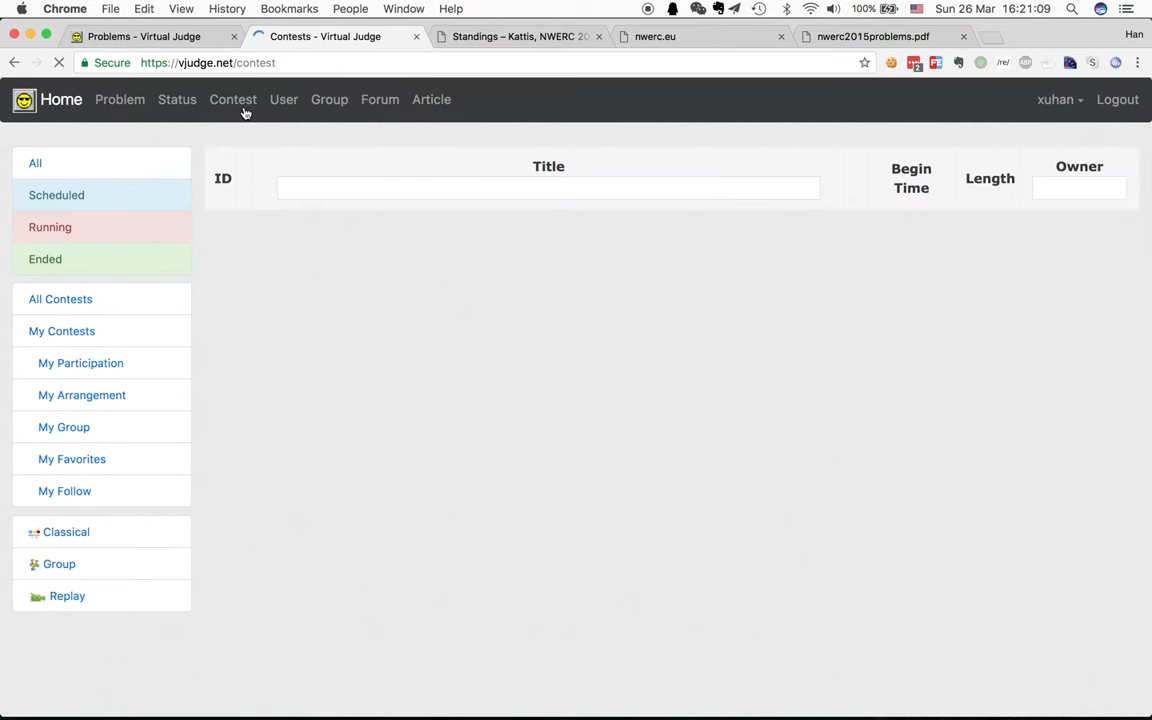 Chrome File Edit View History Bookmarks People Window Help 100% Sun 26 Mar 16:21:09
Problems - Virtual Judge Contests - Virtual Judge Standings – Kattis, NWERC 20 nwerc.eu nwerc2015problems.pdf Han
Secure https://vjudge.net/contest 2 /re/ ABP S
Home Problem Status Contest User Group Forum Article xuhan Logout
All
Scheduled
Running
Ended
All Contests
My Contests
My Participation
My Arrangement
My Group
My Favorites
My Follow
Classical
Group
Replay
ID Title Begin Time Length Owner